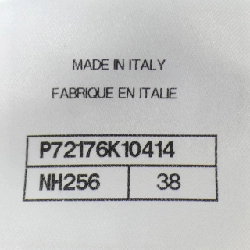 MADE IN ITALY
FABRIQUE EN ITALIE
P72176K10414
NH256 38